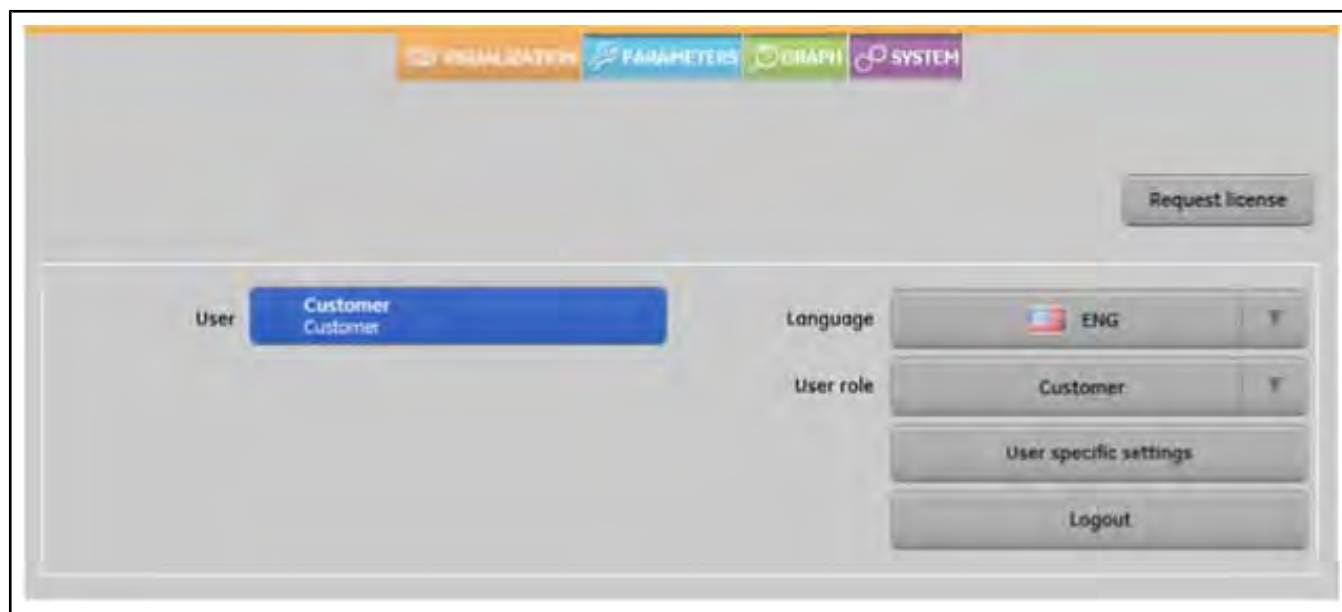 VISUALIZATION PARAMETERS GRAPH SYSTEM
Request license
User Customer
Customer
Language ENG
User role Customer
User specific settings
Logout